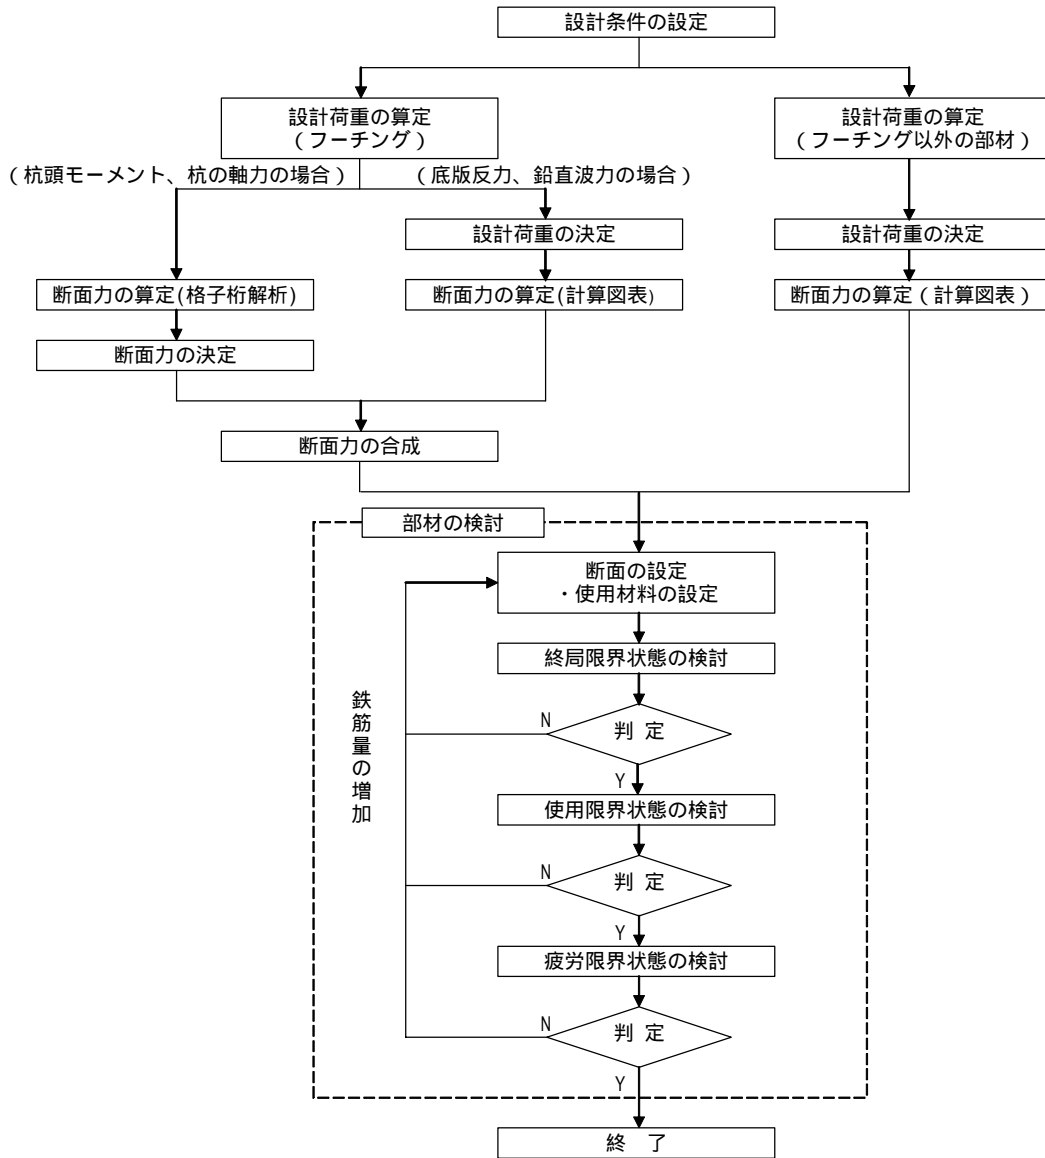 設計条件の設定
設計荷重の算定
(フーチング)
設計荷重の算定
(フーチング以外の部材)
(杭頭モーメント、杭の軸力の場合)
(底版反力、鉛直波力の場合)
設計荷重の決定
設計荷重の決定
断面力の算定(格子桁解析)
断面力の算定(計算図表)
断面力の算定(計算図表)
断面力の決定
断面力の合成
部材の検討
断面の設定
・使用材料の設定
終局限界状態の検討
鉄筋量の増加
N
判 定
Y
使用限界状態の検討
N
判 定
Y
疲労限界状態の検討
N
判 定
Y
終 了